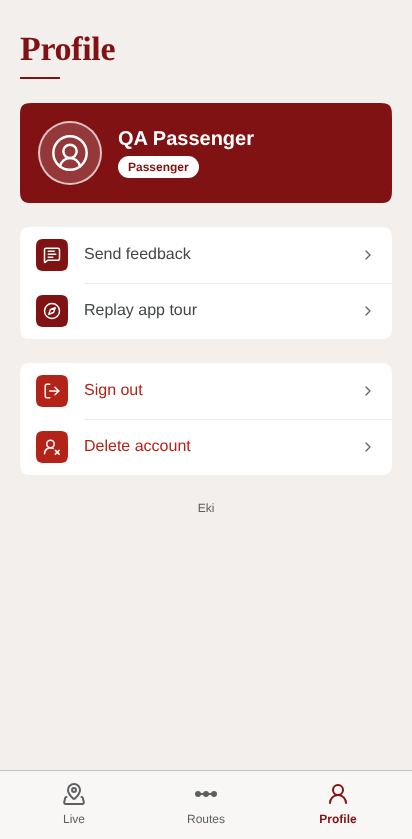 Profile
QA Passenger
Passenger
Send feedback
Replay app tour
Sign out
Delete account
Eki
Live
Routes
Profile